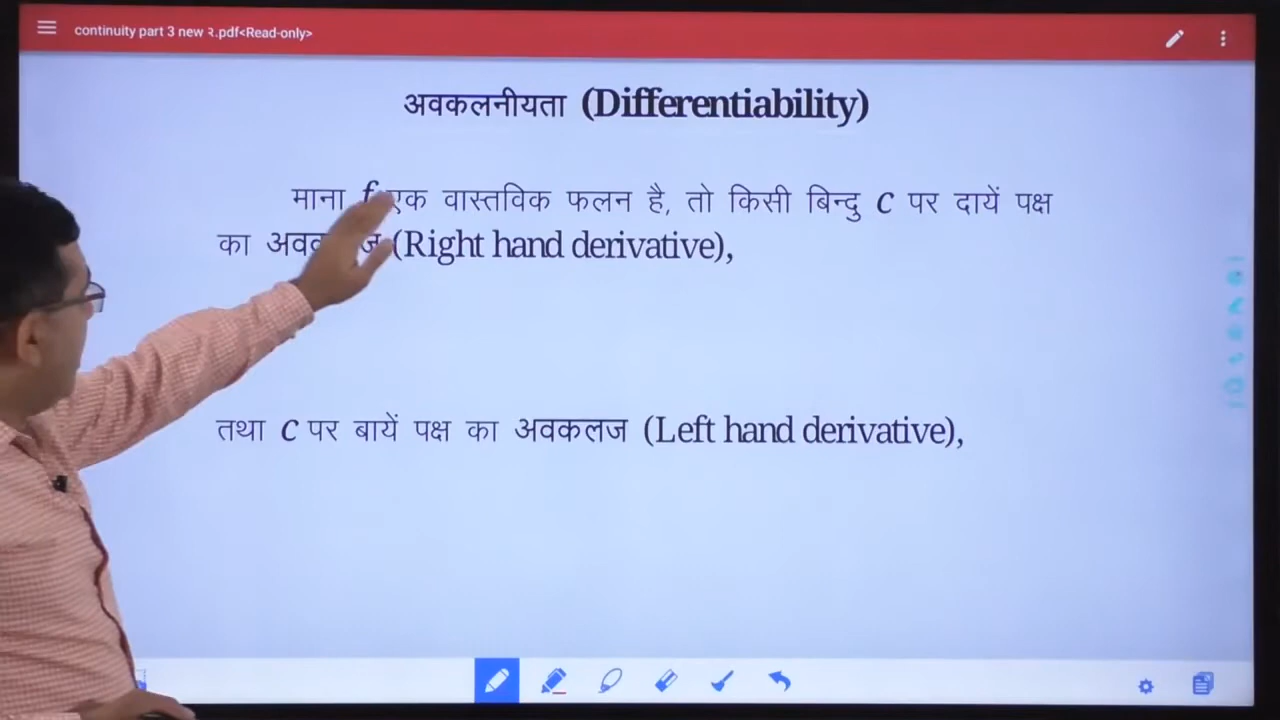 continuity part 3 new २.pdf<Read-only>
अवकलनीयता (Differentiability)
माना f एक वास्तविक फलन है, तो किसी बिन्दु c पर दायें पक्ष
का (Right hand derivative),
तथा c पर बायें पक्ष का अवकलज (Left hand derivative),